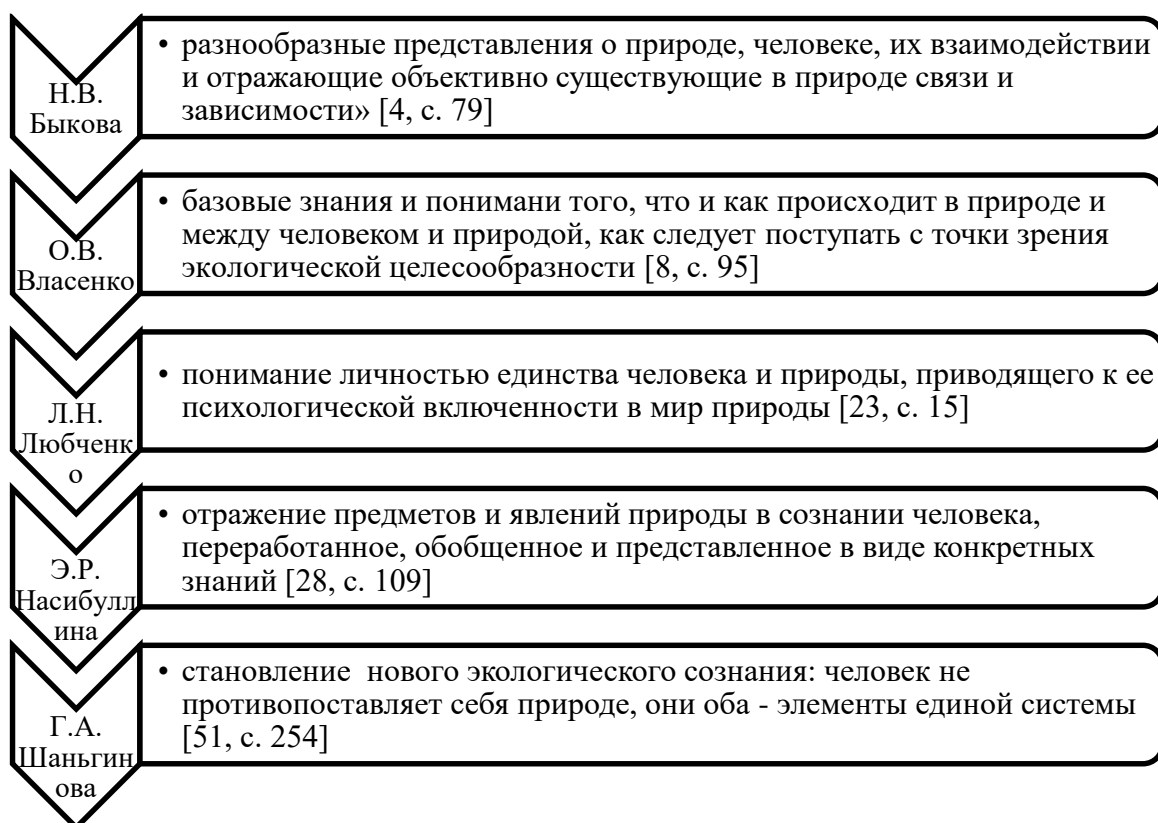 Н.В.
Быкова
• разнообразные представления о природе, человеке, их взаимодействии
и отражающие объективно существующие в природе связи и
зависимости» [4, с. 79]
О.В.
Власенко
• базовые знания и понимани того, что и как происходит в природе и
между человеком и природой, как следует поступать с точки зрения
экологической целесообразности [8, с. 95]
Л.Н.
Любченк
о
• понимание личностью единства человека и природы, приводящего к ее
психологической включенности в мир природы [23, с. 15]
Э.Р.
Насибулл
ина
• отражение предметов и явлений природы в сознании человека,
переработанное, обобщенное и представленное в виде конкретных
знаний [28, с. 109]
Г.А.
Шаньгин
ова
• становление  нового экологического сознания: человек не
противопоставляет себя природе, они оба - элементы единой системы
[51, с. 254]